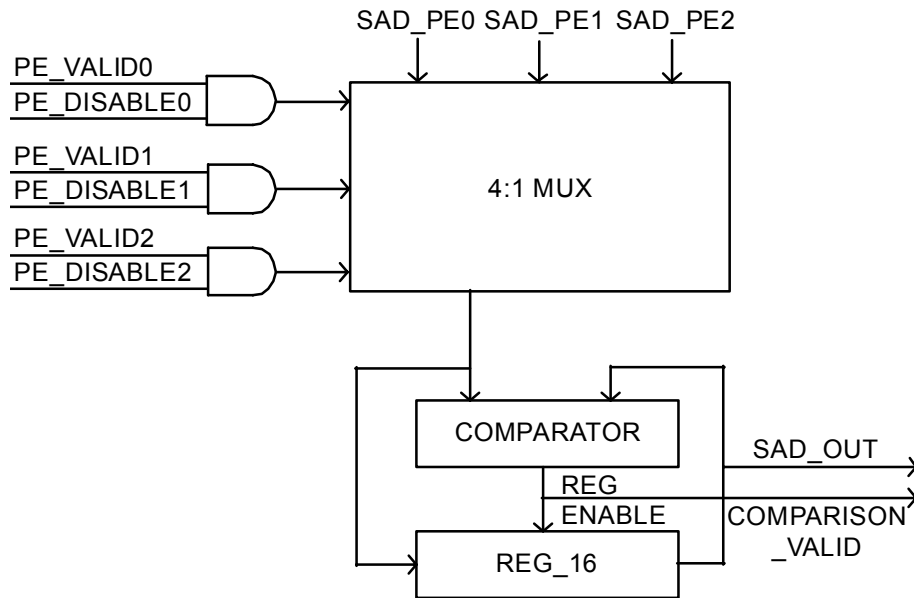 SAD_PE0 SAD_PE1 SAD_PE2
PE_VALID0
PE_DISABLE0
PE_VALID1
PE_DISABLE1
PE_VALID2
PE_DISABLE2
4:1 MUX
COMPARATOR
SAD_OUT
REG
ENABLE
COMPARISON
_VALID
REG_16